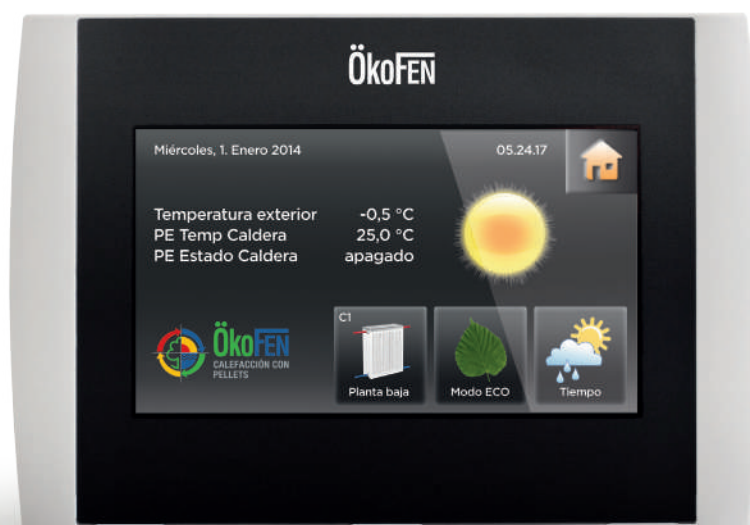 ÖkoFEN
Miércoles, 1. Enero 2014 05.24.17
Temperatura exterior -0,5 °C
PE Temp Caldera 25,0 °C
PE Estado Caldera apagado
ÖkoFEN
CALEFACCIÓN CON
PELLETS
C1
Planta baja
Modo ECO
Tiempo